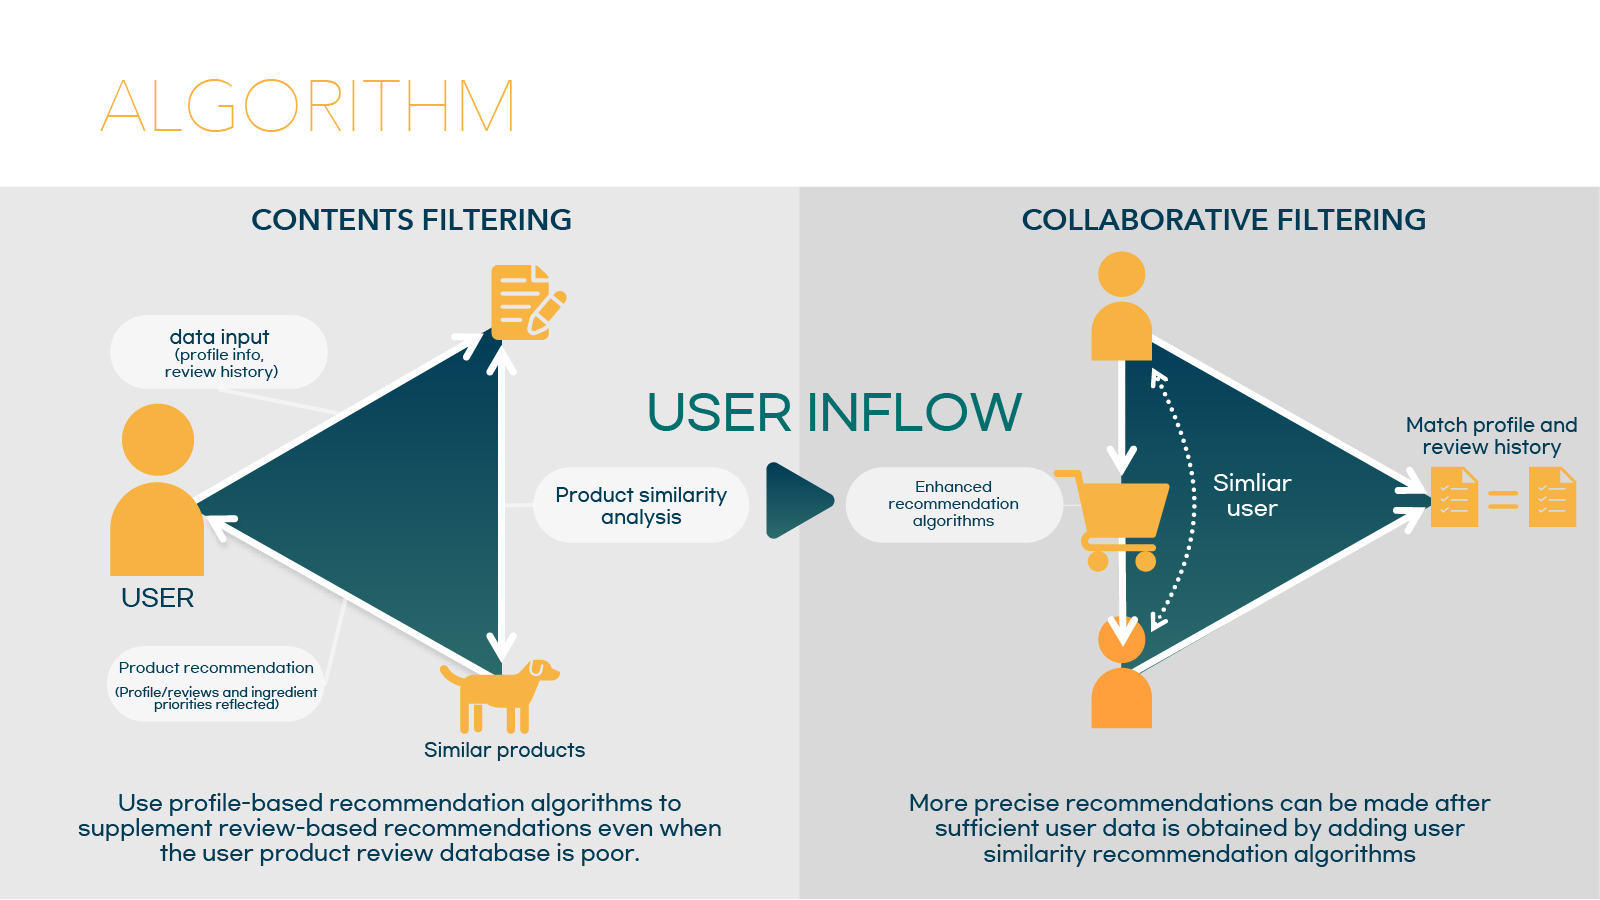 ALGORITHM
CONTENTS FILTERING
data input
(profile info,
review history)
USER
Product recommendation
(Profile/reviews and ingredient
priorities reflected)
Product similarity
analysis
Similar products
Use profile-based recommendation algorithms to
supplement review-based recommendations even when
the user product review database is poor.
USER INFLOW
COLLABORATIVE FILTERING
Enhanced
recommendation
algorithms
Simliar
user
Match profile and
review history
More precise recommendations can be made after
sufficient user data is obtained by adding user
similarity recommendation algorithms